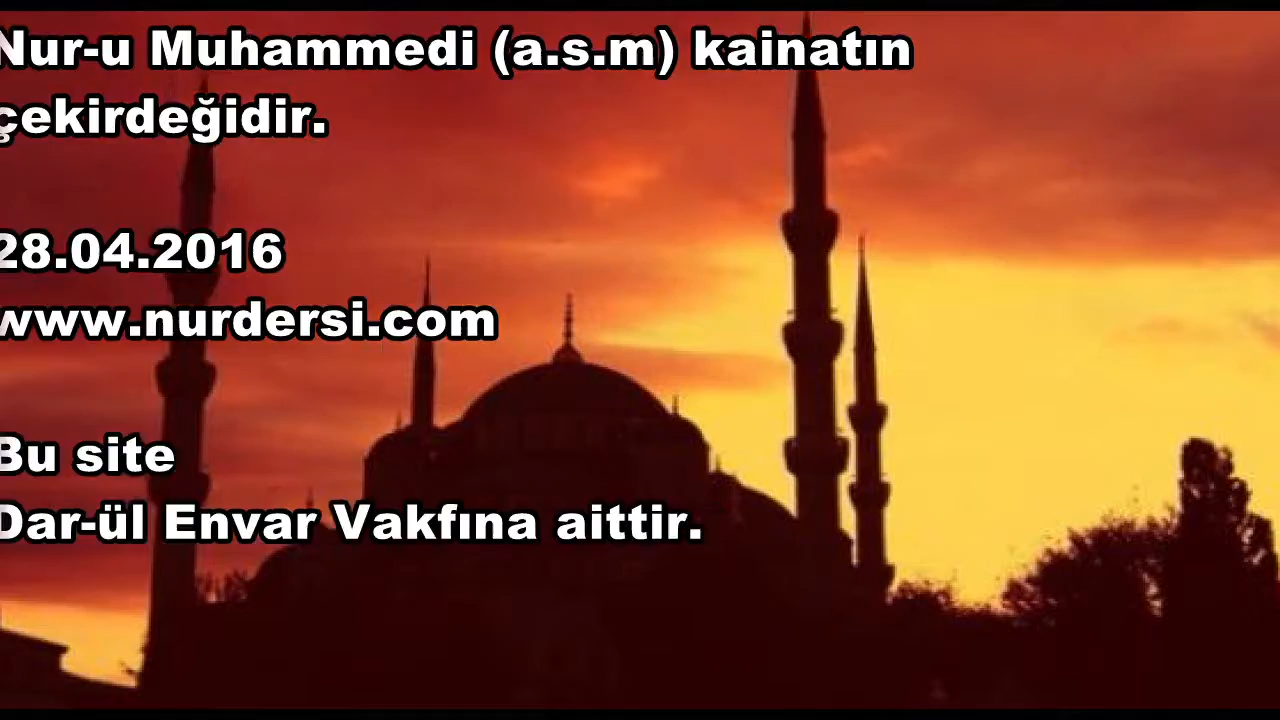 Nur-u Muhammedi (a.s.m) kainatın
çekirdeğidir.
28.04.2016
www.nurdersi.com
Bu site
Dar-ül Envar Vakfına aittir.